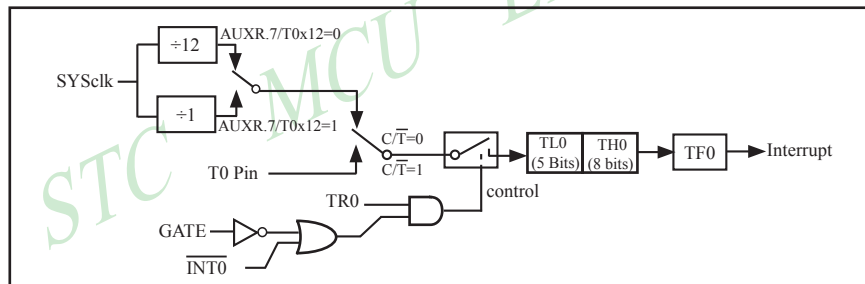 ÷12
AUXR.7/T0x12=0
SYSclk
÷1
AUXR.7/T0x12=1
C/T̅=0
T0 Pin
C/T̅=1
TL0
(5 Bits)
TH0
(8 bits)
TF0
Interrupt
control
TR0
GATE
I̅N̅T̅0̅
STC MCU